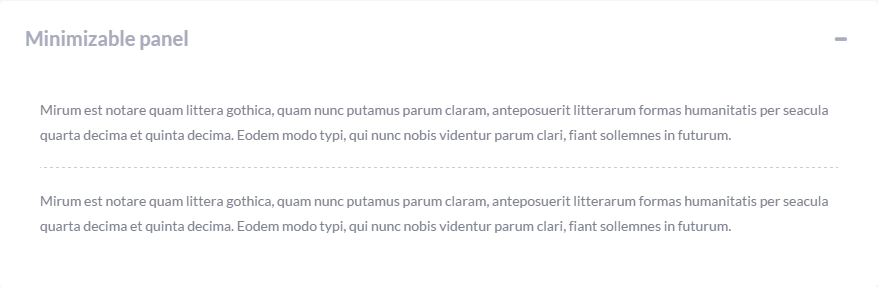 Minimizable panel
Mirum est notare quam littera gothica, quam nunc putamus parum claram, anteposuerit litterarum formas humanitatis per seacula
quarta decima et quinta decima. Eodem modo typi, qui nunc nobis videntur parum clari, fiant sollemnes in futurum.
Mirum est notare quam littera gothica, quam nunc putamus parum claram, anteposuerit litterarum formas humanitatis per seacula
quarta decima et quinta decima. Eodem modo typi, qui nunc nobis videntur parum clari, fiant sollemnes in futurum.